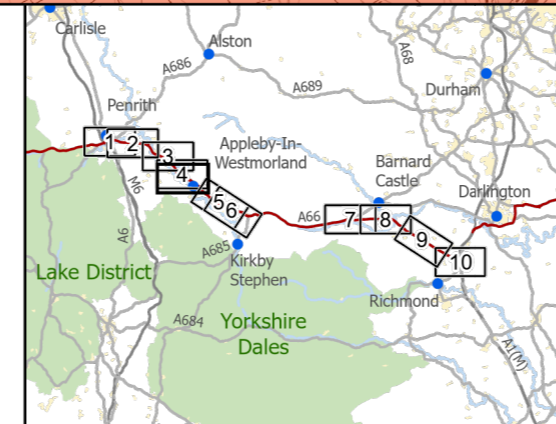 Carlisle
Alston
A686
A689
A68
Durham
Penrith
1
2
3
4
5
6
Appleby-In-
Westmorland
Barnard
Castle
Darlington
M6
A6
A66
7
8
9
10
A685
Kirkby
Stephen
Lake District
Richmond
A684
Yorkshire
Dales
A1(M)